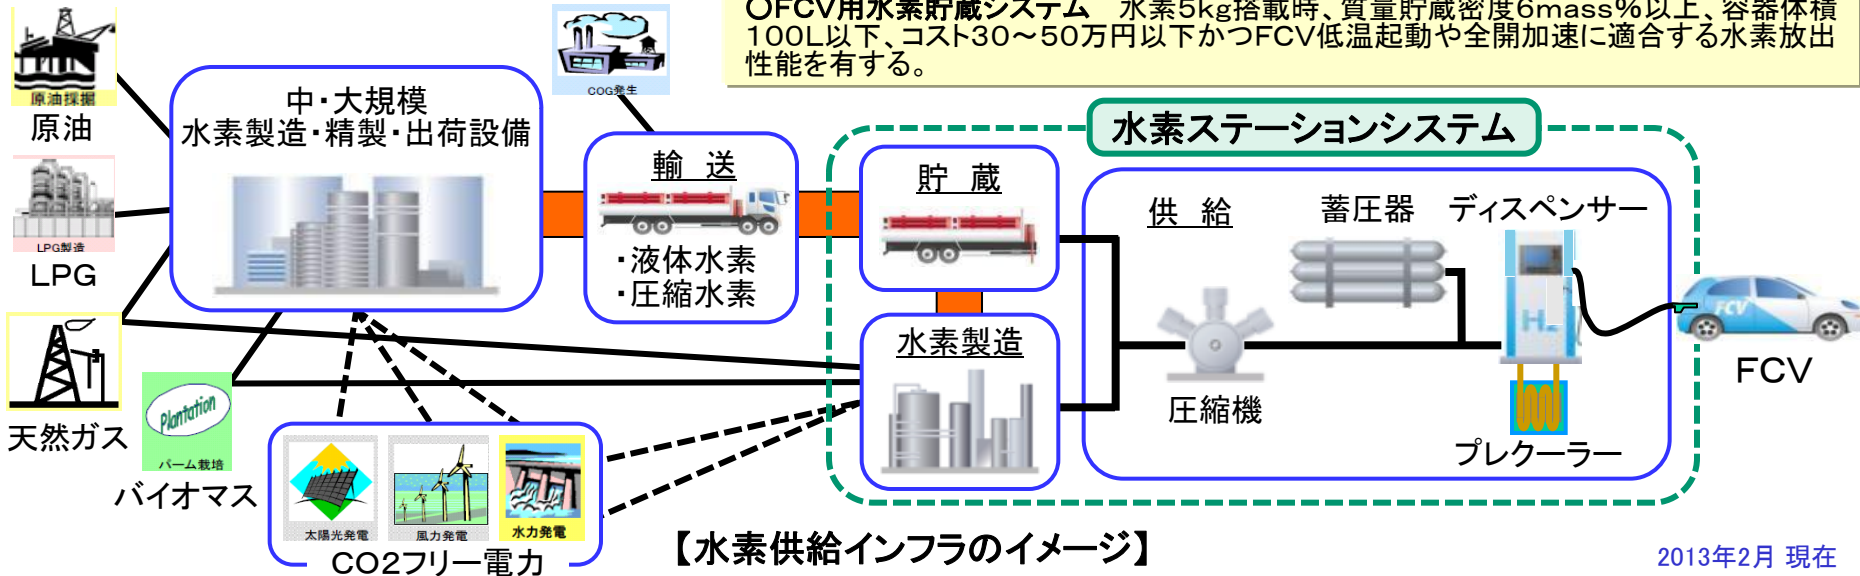 〇FCV用水素貯蔵システム　水素5kg搭載時、質量貯蔵密度6mass%以上、容器体積
100L以下、コスト30～50万円以下かつFCV低温起動や全開加速に適合する水素放出
性能を有する。
原油採掘
原油
LPG製造
LPG
天然ガス
Plantation
パーム栽培
バイオマス
中・大規模
水素製造・精製・出荷設備
COG発生
輸　送
・液体水素
・圧縮水素
太陽光発電
風力発電
水力発電
CO2フリー電力
水素ステーションシステム
貯　蔵
水素製造
供　給
蓄圧器
ディスペンサー
H2
圧縮機
プレクーラー
FCV
FCV
【水素供給インフラのイメージ】
2013年2月 現在